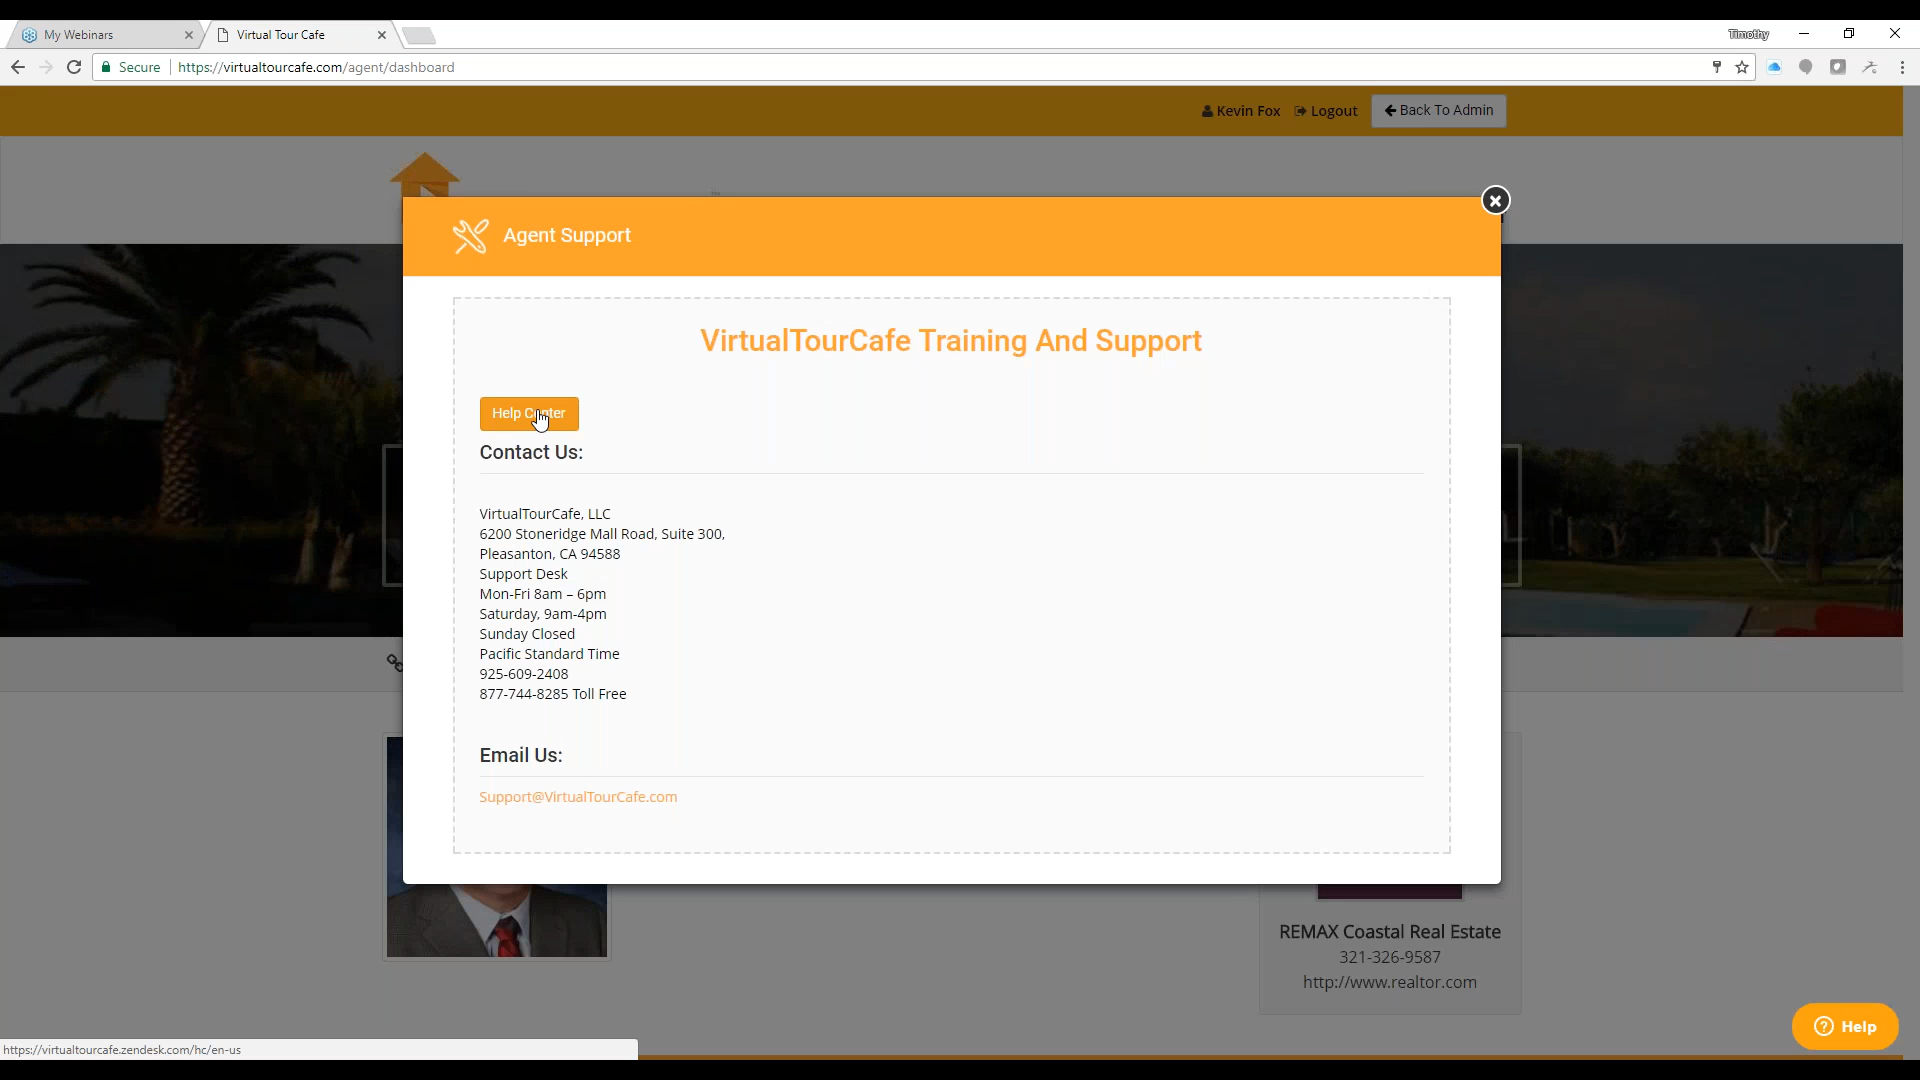 My Webinars
Virtual Tour Cafe
Timothy
Secure
https://virtualtourcafe.com/agent/dashboard
Kevin Fox
Logout
Back To Admin
TM
Agent Support
VirtualTourCafe Training And Support
Help Center
Contact Us:
VirtualTourCafe, LLC
6200 Stoneridge Mall Road, Suite 300,
Pleasanton, CA 94588
Support Desk
Mon-Fri 8am – 6pm
Saturday, 9am-4pm
Sunday Closed
Pacific Standard Time
925-609-2408
877-744-8285 Toll Free
Email Us:
Support@VirtualTourCafe.com
REMAX Coastal Real Estate
321-326-9587
http://www.realtor.com
Help
https://virtualtourcafe.zendesk.com/hc/en-us